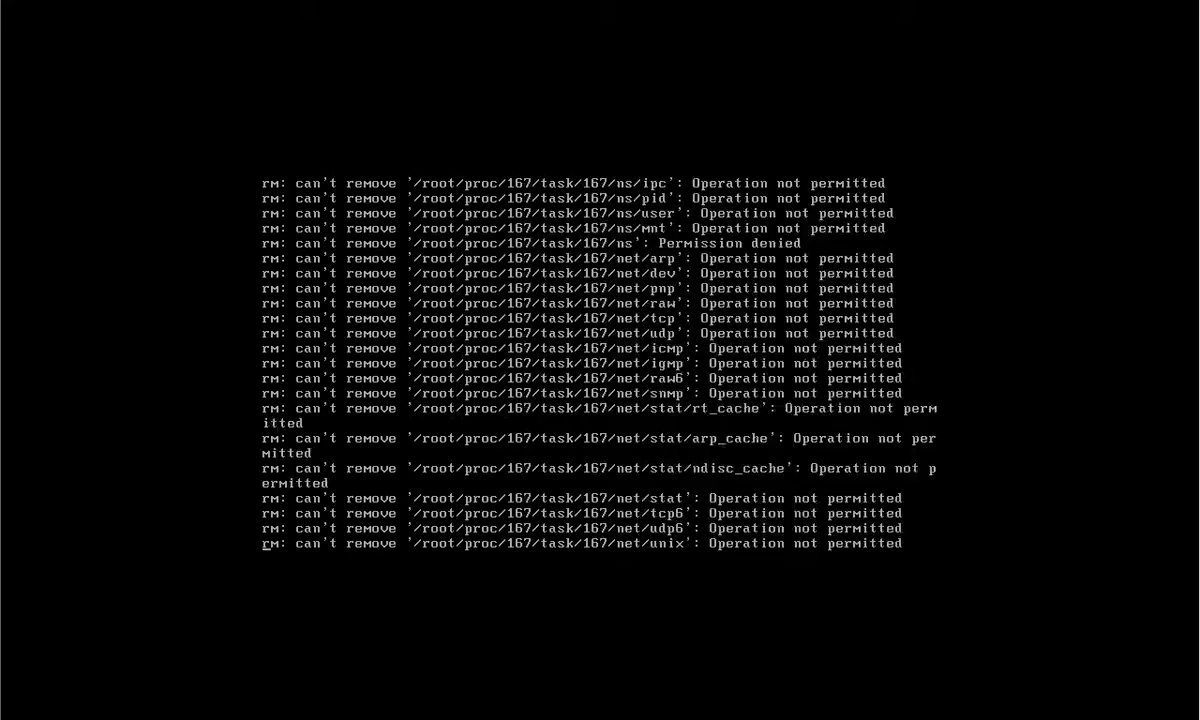 rm: can't remove '/root/proc/167/task/167/ns/ipc': Operation not permitted
rm: can't remove '/root/proc/167/task/167/ns/pid': Operation not permitted
rm: can't remove '/root/proc/167/task/167/ns/user': Operation not permitted
rm: can't remove '/root/proc/167/task/167/ns/mnt': Operation not permitted
rm: can't remove '/root/proc/167/task/167/ns': Permission denied
rm: can't remove '/root/proc/167/task/167/net/arp': Operation not permitted
rm: can't remove '/root/proc/167/task/167/net/dev': Operation not permitted
rm: can't remove '/root/proc/167/task/167/net/pnp': Operation not permitted
rm: can't remove '/root/proc/167/task/167/net/raw': Operation not permitted
rm: can't remove '/root/proc/167/task/167/net/tcp': Operation not permitted
rm: can't remove '/root/proc/167/task/167/net/udp': Operation not permitted
rm: can't remove '/root/proc/167/task/167/net/icmp': Operation not permitted
rm: can't remove '/root/proc/167/task/167/net/igmp': Operation not permitted
rm: can't remove '/root/proc/167/task/167/net/raw6': Operation not permitted
rm: can't remove '/root/proc/167/task/167/net/snmp': Operation not permitted
rm: can't remove '/root/proc/167/task/167/net/stat/rt_cache': Operation not perm
itted
rm: can't remove '/root/proc/167/task/167/net/stat/arp_cache': Operation not per
mitted
rm: can't remove '/root/proc/167/task/167/net/stat/ndisc_cache': Operation not p
ermitted
rm: can't remove '/root/proc/167/task/167/net/stat': Operation not permitted
rm: can't remove '/root/proc/167/task/167/net/tcp6': Operation not permitted
rm: can't remove '/root/proc/167/task/167/net/udp6': Operation not permitted
rm: can't remove '/root/proc/167/task/167/net/unix': Operation not permitted